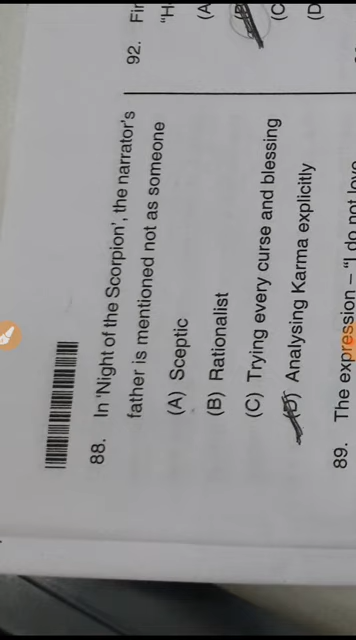 88. In 'Night of the Scorpion', the narrator's
father is mentioned not as someone
(A) Sceptic
(B) Rationalist
(C) Trying every curse and blessing
(D) Analysing Karma explicitly
89. The expression – "I do not love
92. Fir
"H
(A
(B
(C
(D